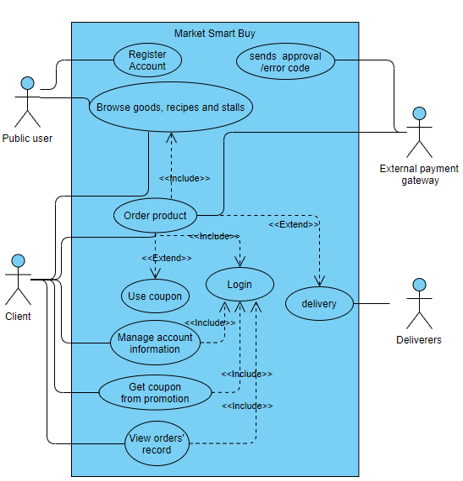 Market Smart Buy
Register
Account
sends approval
/error code
Browse goods, recipes and stalls
Public user
External payment
gateway
<<Include>>
Order product
<<Extend>>
<<Include>>
<<Extend>>
Login
Use coupon
delivery
Client
Deliverers
<<Include>>
Manage account
information
<<Include>>
Get coupon
from promotion
<<Include>>
View orders'
record